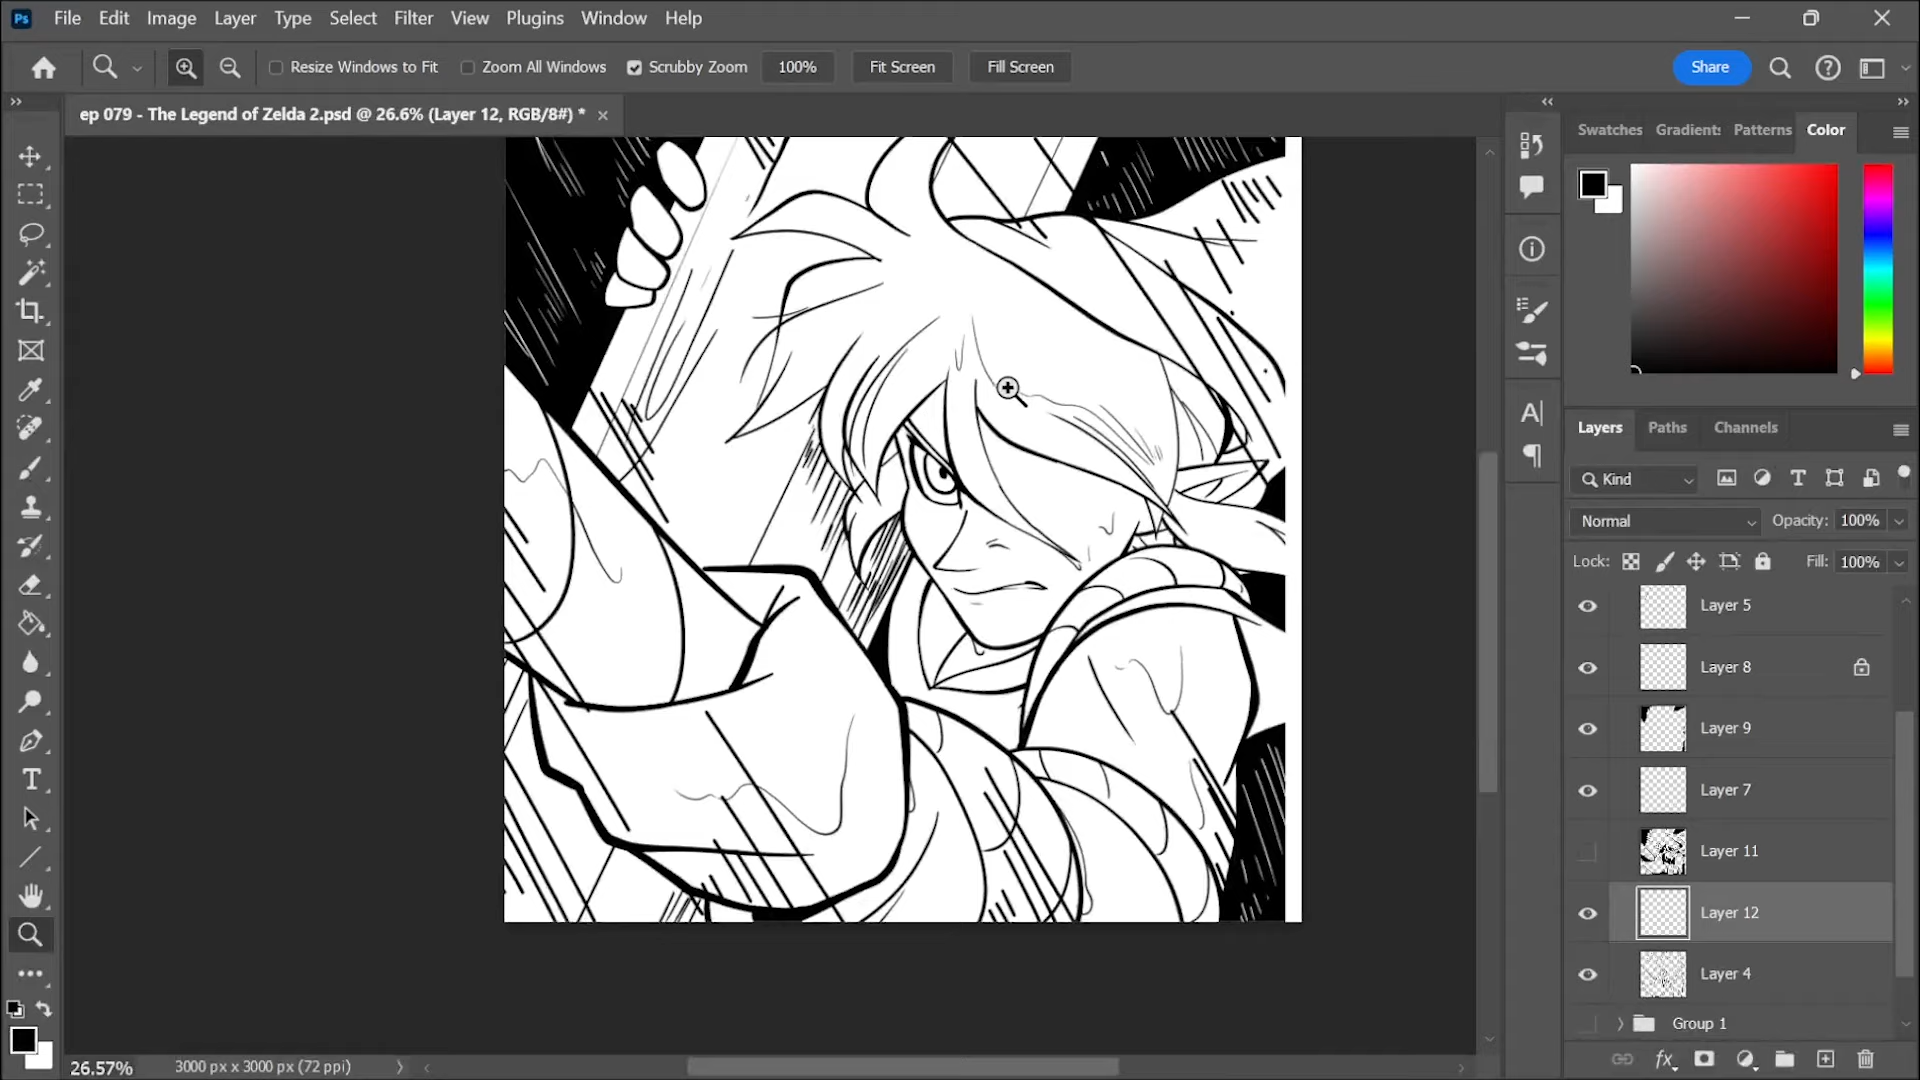 Ps File Edit Image Layer Type Select Filter View Plugins Window Help
Resize Windows to Fit Zoom All Windows Scrubby Zoom 100% Fit Screen Fill Screen Share
ep 079 - The Legend of Zelda 2.psd @ 26.6% (Layer 12, RGB/8#) *
Swatches Gradient: Patterns Color
Layers Paths Channels
Kind
Normal Opacity: 100%
Lock: Fill: 100%
Layer 5
Layer 8
Layer 9
Layer 7
Layer 11
Layer 12
Layer 4
Group 1
26.57% 3000 px x 3000 px (72 ppi)